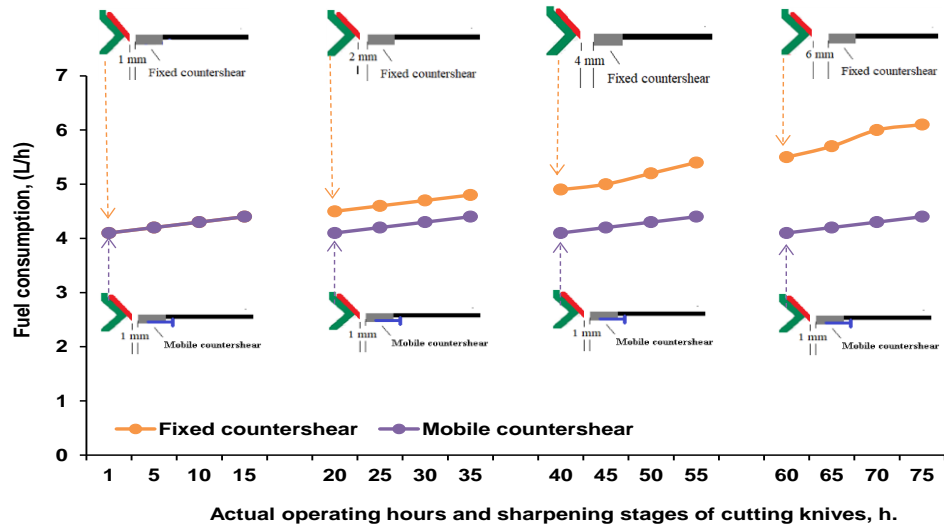 1 mm
Fixed countershear
2 mm
Fixed countershear
4 mm
Fixed countershear
6 mm
Fixed countershear
7
6
5
4
3
2
1
0
Fuel consumption, (L/h)
1 mm
Mobile countershear
1 mm
Mobile countershear
1 mm
Mobile countershear
1 mm
Mobile countershear
Fixed countershear Mobile countershear
1 5 10 15 20 25 30 35 40 45 50 55 60 65 70 75
Actual operating hours and sharpening stages of cutting knives, h.